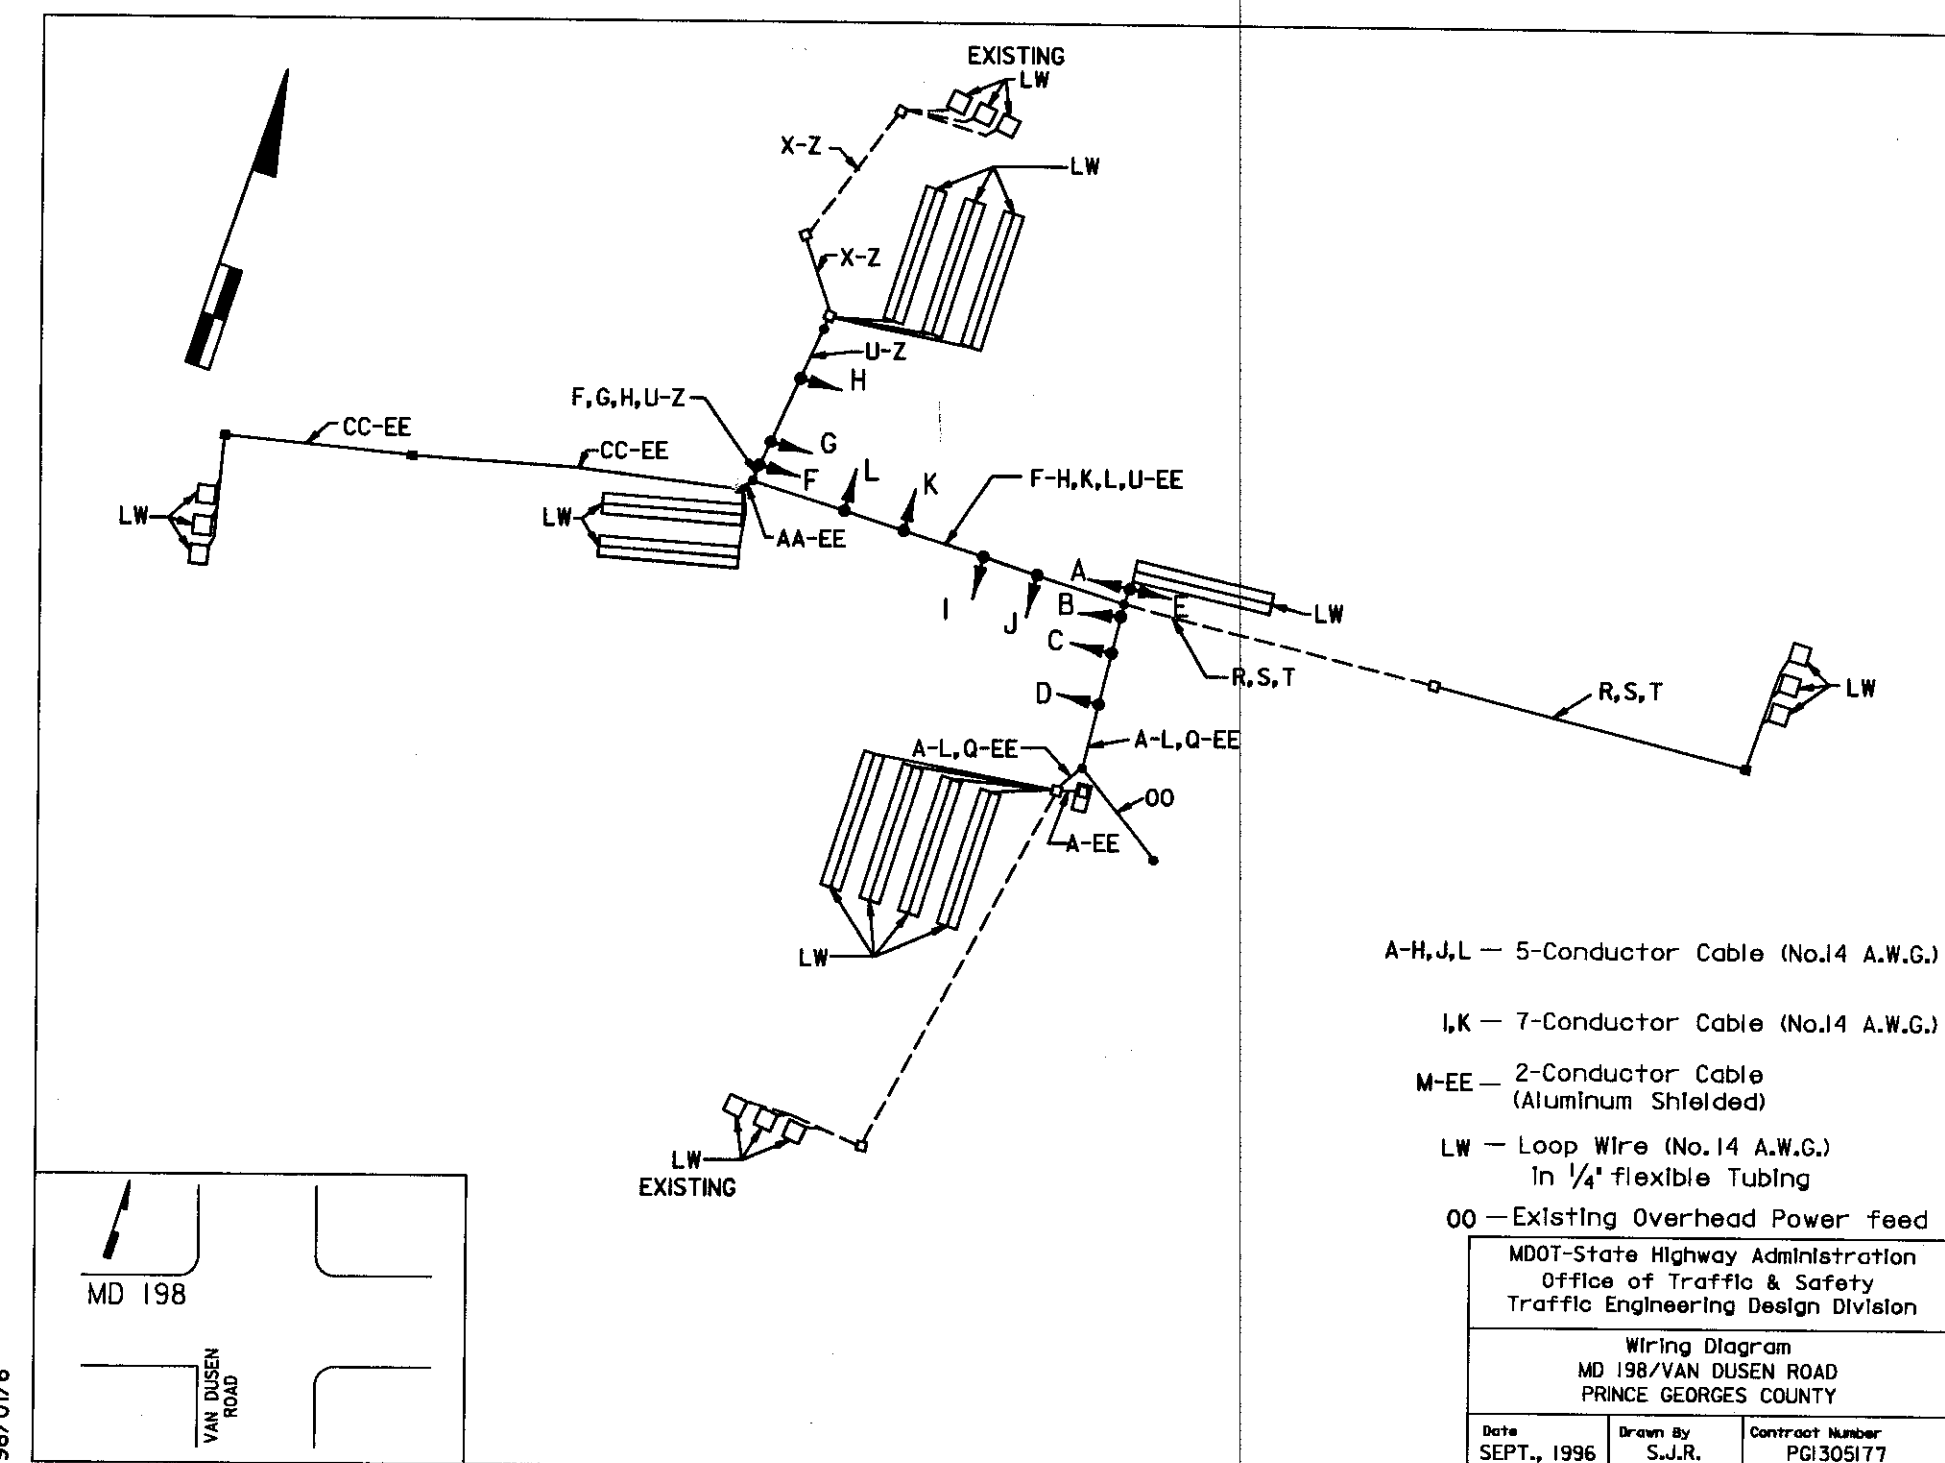 EXISTING
LW
X-Z
LW
X-Z
U-Z
H
F,G,H,U-Z
G
CC-EE
CC-EE
F
L
K
F-H,K,L,U-EE
LW
LW
AA-EE
A
E
B
I
J
LW
C
R,S,T
D
R,S,T
LW
A-L,Q-EE
A-L,Q-EE
OO
A-EE
LW
LW
EXISTING
A-H,J,L — 5-Conductor Cable (No.14 A.W.G.)
I,K — 7-Conductor Cable (No.14 A.W.G.)
M-EE — 2-Conductor Cable
(Aluminum Shielded)
LW — Loop Wire (No.14 A.W.G.)
in 1/4" flexible Tubing
OO — Existing Overhead Power feed
MD 198
VAN DUSEN
ROAD
MDOT-State Highway Administration
Office of Traffic & Safety
Traffic Engineering Design Division
Wiring Diagram
MD 198/VAN DUSEN ROAD
PRINCE GEORGES COUNTY
Date
SEPT., 1996
Drawn By
S.J.R.
Contract Number
PG1305177